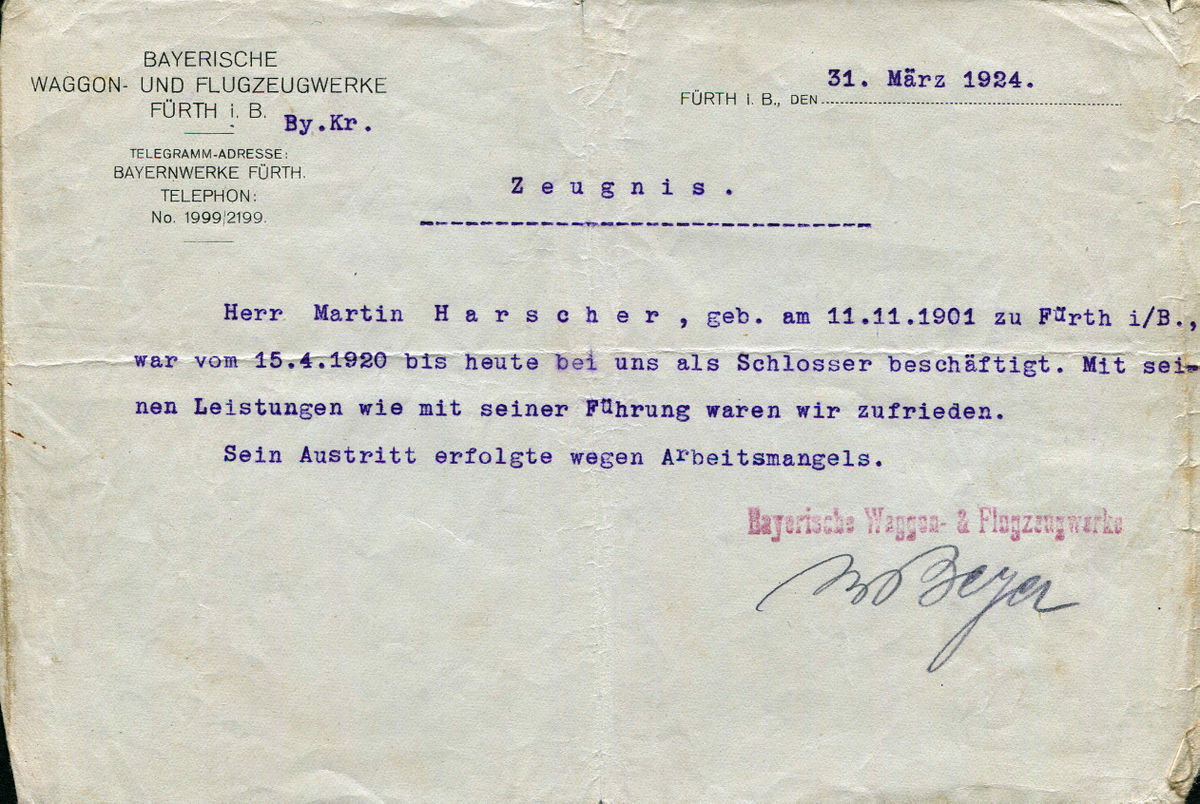 BAYERISCHE
WAGGON- UND FLUGZEUGWERKE
FÜRTH i. B.
By.Kr.
TELEGRAMM-ADRESSE:
BAYERNWERKE FÜRTH.
TELEPHON:
No. 1999/2199.
FÜRTH I. B., DEN 31. März 1924.
Zeugnis.
Herr Martin Harscher, geb. am 11.11.1901 zu Fürth i/B.,
war vom 15.4.1920 bis heute bei uns als Schlosser beschäftigt. Mit sei-
nen Leistungen wie mit seiner Führung waren wir zufrieden.
Sein Austritt erfolgte wegen Arbeitsmangels.
Bayerische Waggon- & Flugzeugwerke
Beyer